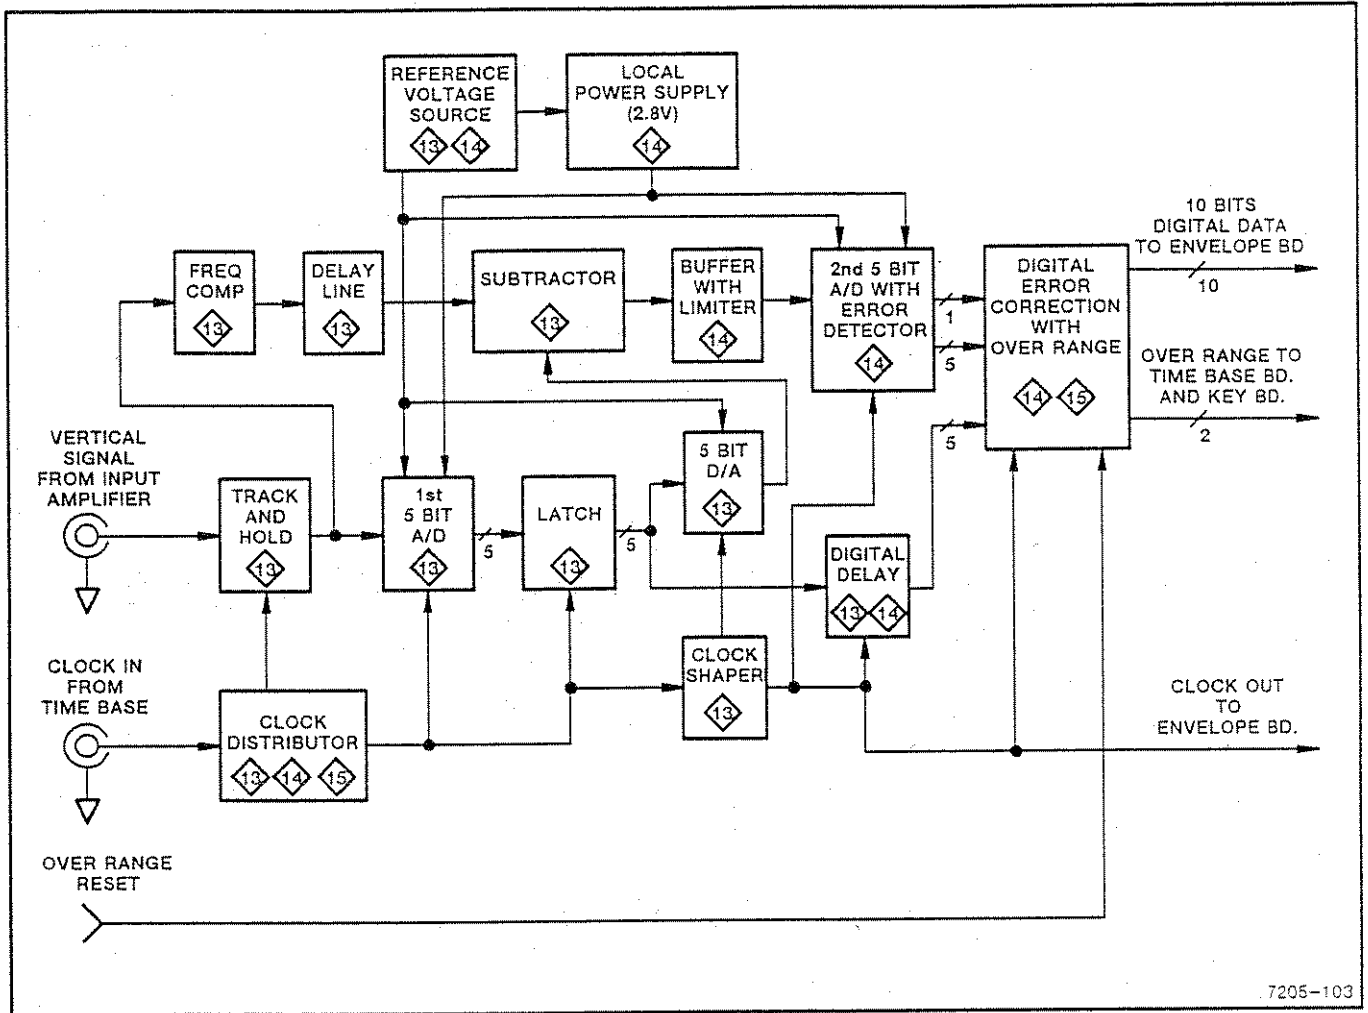 REFERENCE
VOLTAGE
SOURCE
13 14
LOCAL
POWER SUPPLY
(2.8V)
14
10 BITS
DIGITAL DATA
TO ENVELOPE BD
10
FREQ
COMP
13
DELAY
LINE
13
SUBTRACTOR
13
BUFFER
WITH
LIMITER
14
2nd 5 BIT
A/D WITH
ERROR
DETECTOR
14
1
5
5
DIGITAL
ERROR
CORRECTION
WITH
OVER RANGE
14 15
OVER RANGE TO
TIME BASE BD.
AND KEY BD.
2
VERTICAL
SIGNAL
FROM INPUT
AMPLIFIER
TRACK
AND
HOLD
13
1st
5 BIT
A/D
13
5
LATCH
13
5
5 BIT
D/A
13
DIGITAL
DELAY
13 14
CLOCK IN
FROM
TIME BASE
CLOCK
DISTRIBUTOR
13 14 15
CLOCK
SHAPER
13
CLOCK OUT
TO
ENVELOPE BD.
OVER RANGE
RESET
7205-103